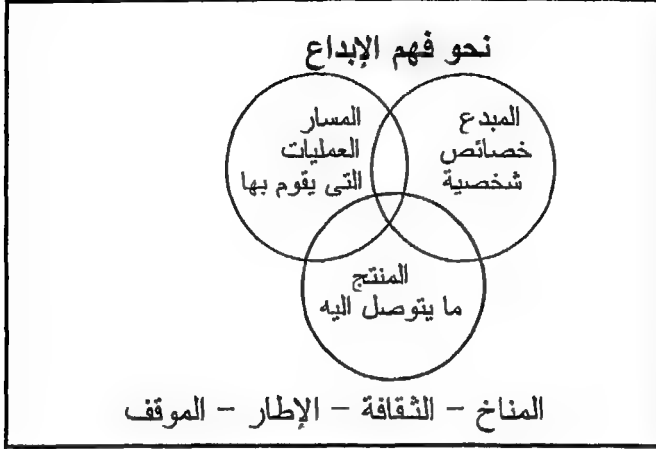 نحو فهم الإبداع
المبدع
خصائص
شخصية
المسار
العمليات
التى يقوم بها
المنتج
ما يتوصل اليه
المناخ – الثقافة – الإطار – الموقف